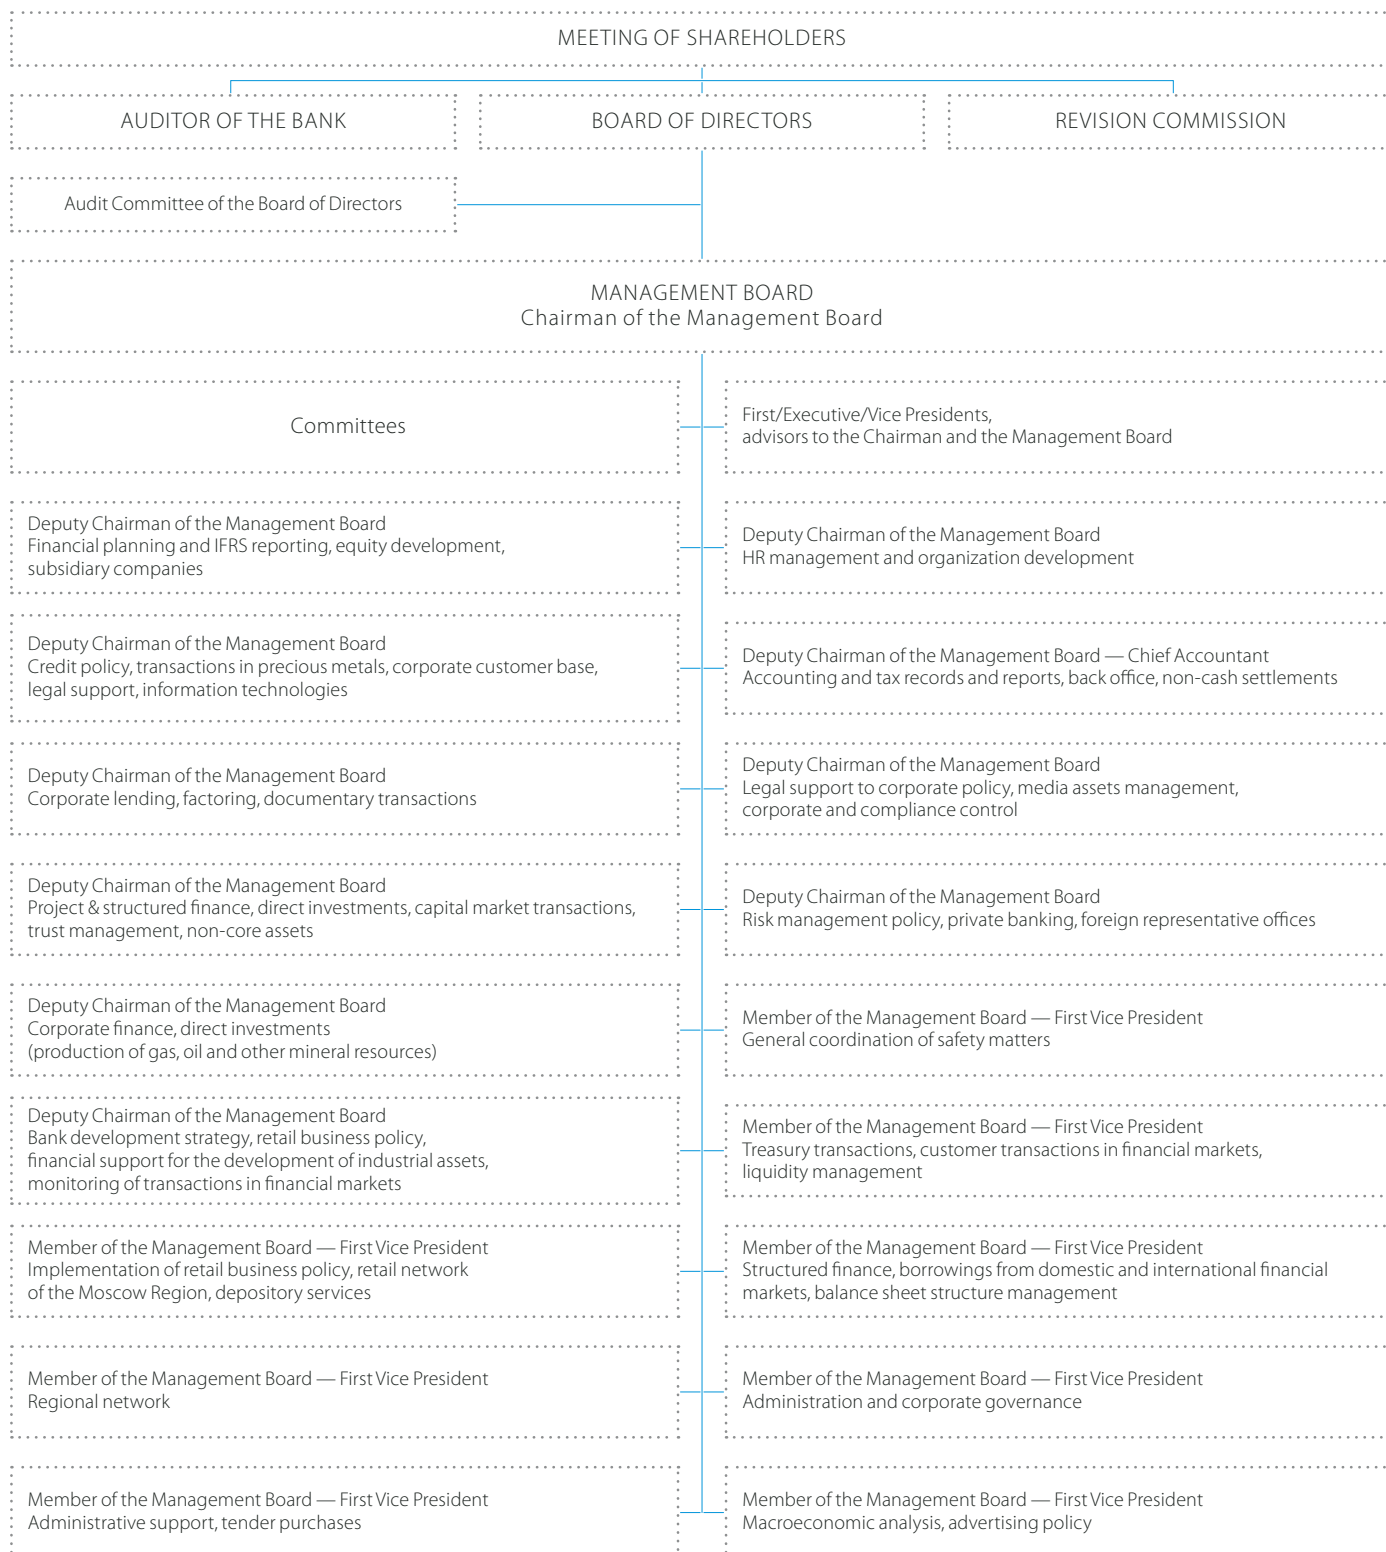 MEETING OF SHAREHOLDERS
AUDITOR OF THE BANK
BOARD OF DIRECTORS
REVISION COMMISSION
Audit Committee of the Board of Directors
MANAGEMENT BOARD
Chairman of the Management Board
Committees
First/Executive/Vice Presidents,
advisors to the Chairman and the Management Board
Deputy Chairman of the Management Board
Financial planning and IFRS reporting, equity development,
subsidiary companies
Deputy Chairman of the Management Board
HR management and organization development
Deputy Chairman of the Management Board
Credit policy, transactions in precious metals, corporate customer base,
legal support, information technologies
Deputy Chairman of the Management Board — Chief Accountant
Accounting and tax records and reports, back office, non-cash settlements
Deputy Chairman of the Management Board
Corporate lending, factoring, documentary transactions
Deputy Chairman of the Management Board
Legal support to corporate policy, media assets management,
corporate and compliance control
Deputy Chairman of the Management Board
Project & structured finance, direct investments, capital market transactions,
trust management, non-core assets
Deputy Chairman of the Management Board
Risk management policy, private banking, foreign representative offices
Deputy Chairman of the Management Board
Corporate finance, direct investments
(production of gas, oil and other mineral resources)
Member of the Management Board — First Vice President
General coordination of safety matters
Deputy Chairman of the Management Board
Bank development strategy, retail business policy,
financial support for the development of industrial assets,
monitoring of transactions in financial markets
Member of the Management Board — First Vice President
Treasury transactions, customer transactions in financial markets,
liquidity management
Member of the Management Board — First Vice President
Implementation of retail business policy, retail network
of the Moscow Region, depository services
Member of the Management Board — First Vice President
Structured finance, borrowings from domestic and international financial
markets, balance sheet structure management
Member of the Management Board — First Vice President
Regional network
Member of the Management Board — First Vice President
Administration and corporate governance
Member of the Management Board — First Vice President
Administrative support, tender purchases
Member of the Management Board — First Vice President
Macroeconomic analysis, advertising policy